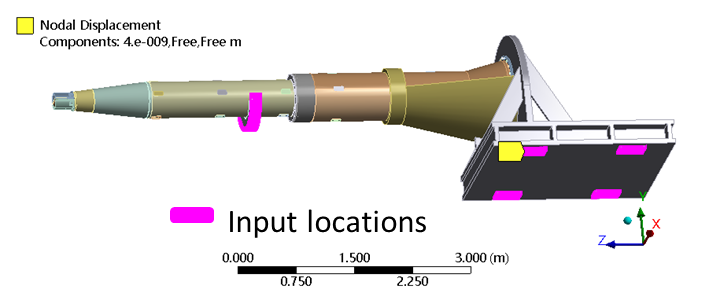 Nodal Displacement
Components: 4.e-009,Free,Free m
Input locations
Y
X
Z
0.000 1.500 3.000 (m)
0.750 2.250